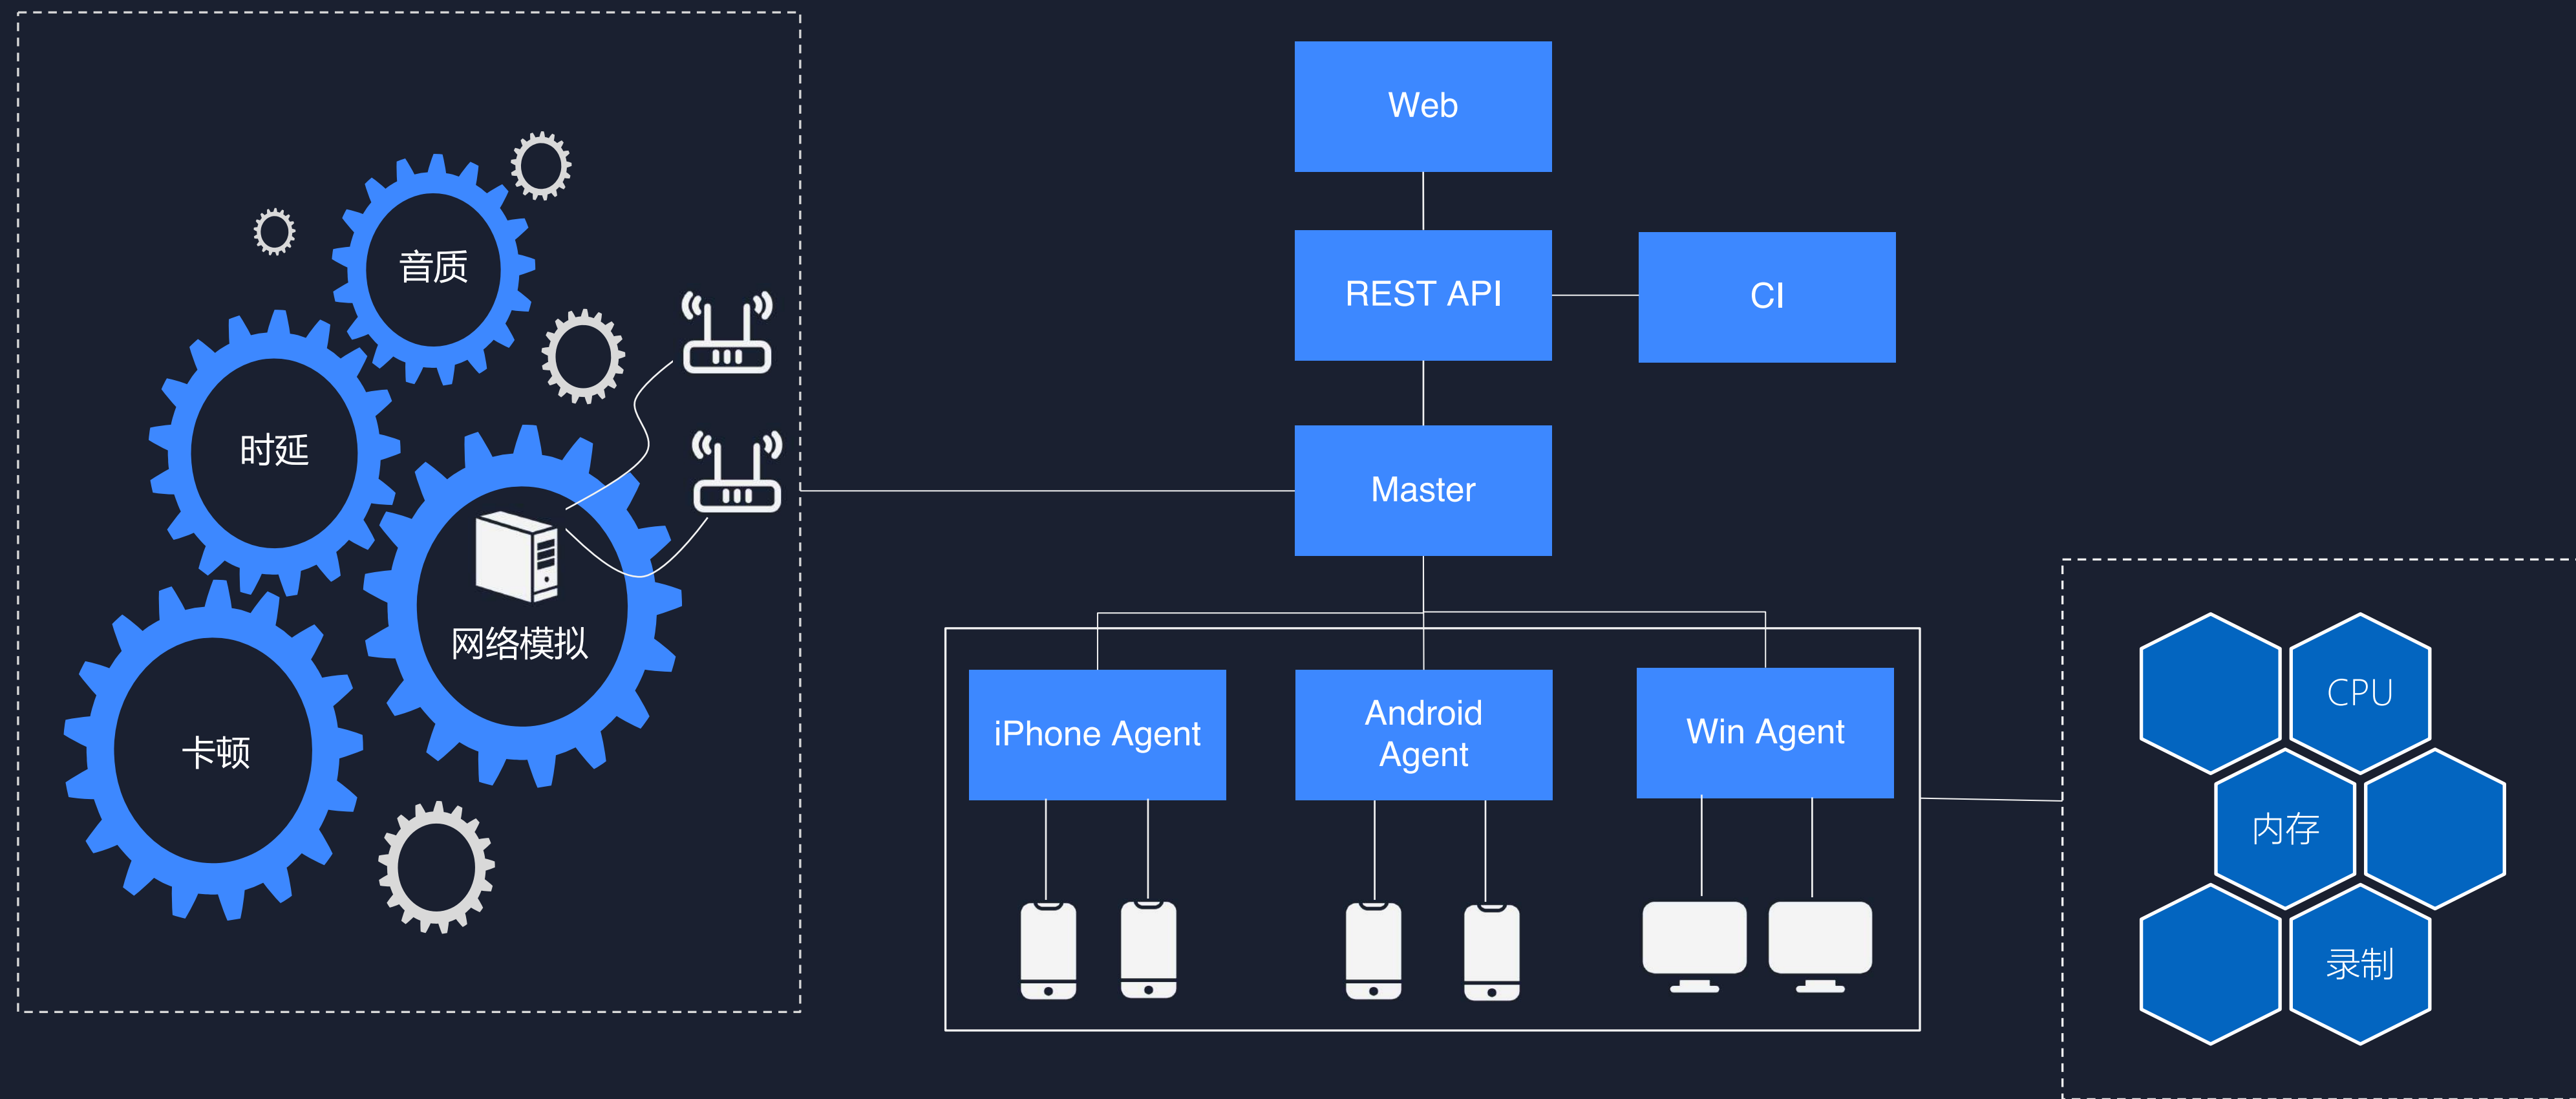 音质
时延
网络模拟
卡顿
Web
REST API
CI
Master
iPhone Agent
Android
Agent
Win Agent
CPU
内存
录制